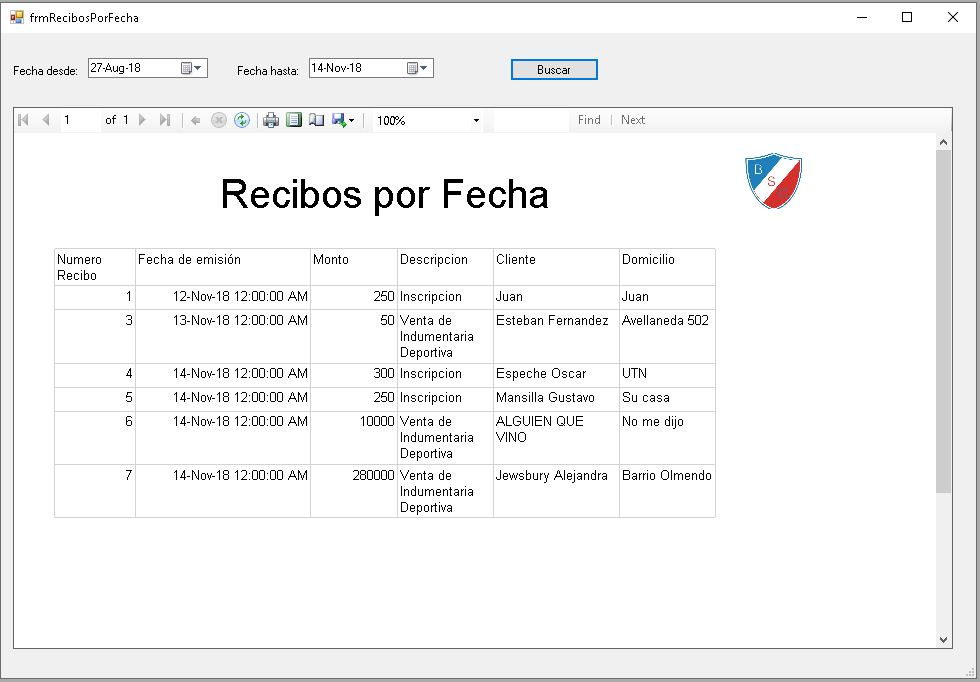 frmRecibosPorFecha
Fecha desde: 27-Aug-18 Fecha hasta: 14-Nov-18 Buscar
1 of 1 100% Find Next
B
S
Recibos por Fecha
Numero Recibo Fecha de emisión Monto Descripcion Cliente Domicilio
1 12-Nov-18 12:00:00 AM 250 Inscripcion Juan Juan
3 13-Nov-18 12:00:00 AM 50 Venta de Indumentaria Deportiva Esteban Fernandez Avellaneda 502
4 14-Nov-18 12:00:00 AM 300 Inscripcion Espeche Oscar UTN
5 14-Nov-18 12:00:00 AM 250 Inscripcion Mansilla Gustavo Su casa
6 14-Nov-18 12:00:00 AM 10000 Venta de Indumentaria Deportiva ALGUIEN QUE VINO No me dijo
7 14-Nov-18 12:00:00 AM 280000 Venta de Indumentaria Deportiva Jewsbury Alejandra Barrio Olmendo